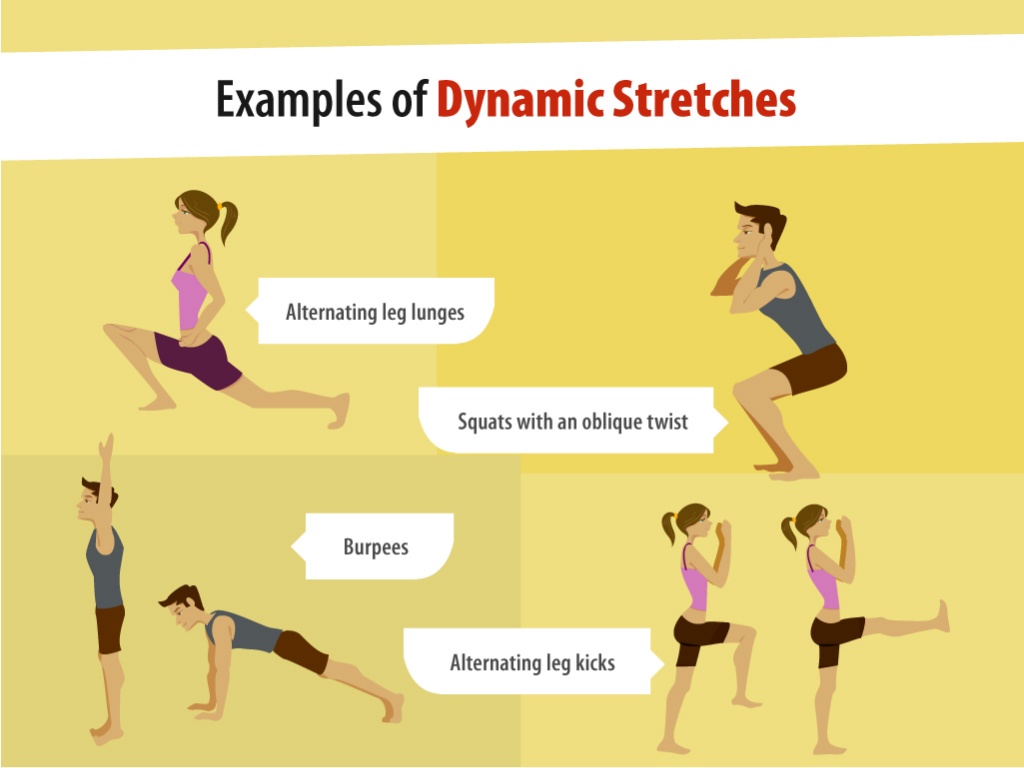 Examples of Dynamic Stretches
Alternating leg lunges
Squats with an oblique twist
Burpees
Alternating leg kicks